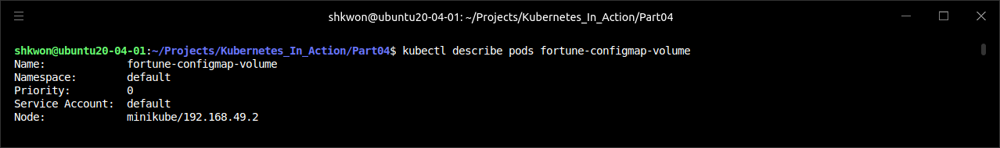 shkwon@ubuntu20-04-01: ~/Projects/Kubernetes_In_Action/Part04
shkwon@ubuntu20-04-01:~/Projects/Kubernetes_In_Action/Part04$ kubectl describe pods fortune-configmap-volume
Name:             fortune-configmap-volume
Namespace:        default
Priority:         0
Service Account:  default
Node:             minikube/192.168.49.2